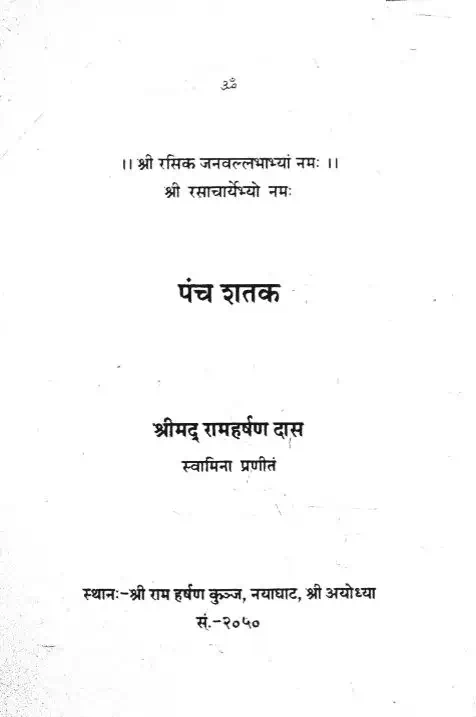 ॐ
।। श्री रसिक जनवल्लभाभ्यां नमः ।।
श्री रसाचार्येभ्यो नमः
पंच शतक
श्रीमद् रामहर्षण दास
स्वामिना प्रणीतं
स्थानः-श्री राम हर्षण कुञ्ज, नयाघाट, श्री अयोध्या
सं.-२०५०